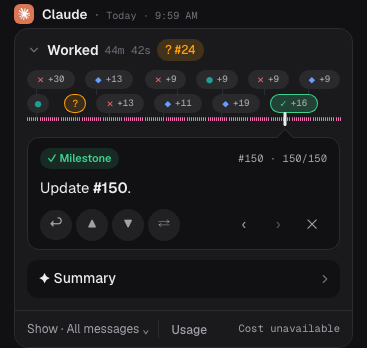 Claude · Today · 9:59 AM
Worked 44m 42s ? #24
× +30 ◆ +13 × +9 ● +9 × +9 ◆ +9
● ? × +13 ◆ +11 ◆ +19 ✓ +16
✓ Milestone #150 · 150/150
Update #150.
Summary
Show · All messages Usage Cost unavailable